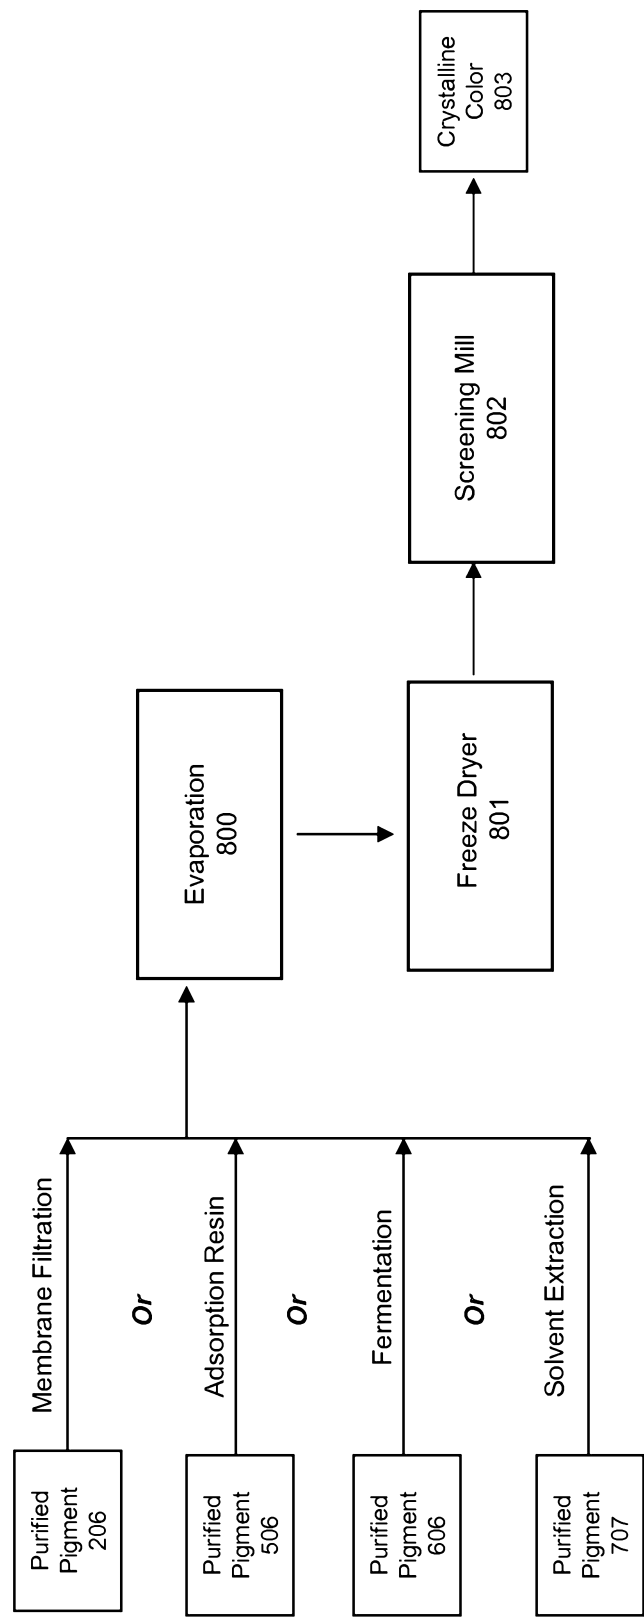 Purified
Pigment
206
Membrane Filtration
Or
Purified
Pigment
506
Adsorption Resin
Or
Purified
Pigment
606
Fermentation
Or
Purified
Pigment
707
Solvent Extraction
Evaporation
800
Freeze Dryer
801
Screening Mill
802
Crystalline
Color
803